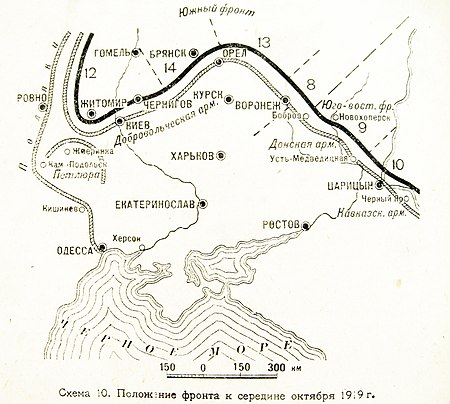 Южный фронт
ГОМЕЛЬ
БРЯНСК
13
ОРЕЛ
14
12
КУРСК
8
РОВНО
ЖИТОМИР
ЧЕРНИГОВ
ВОРОНЕЖ
Юго-вост. фр.
КИЕВ
Добровольческая арм.
Бобров
Новохоперск
9
Поляки
Жмеринка
ХАРЬКОВ
Донская арм.
Усть-Медведицкая
10
Кам-Подольск
Петлюра
ЦАРИЦЫН
Черный Яр
Кишинев
ЕКАТЕРИНОСЛАВ
Кавказск. арм.
РОСТОВ
ОДЕССА
Херсон
ЧЕРНОЕ МОРЕ
150 0 150 300 км
Схема 10. Положение фронта к середине октября 1919 г.